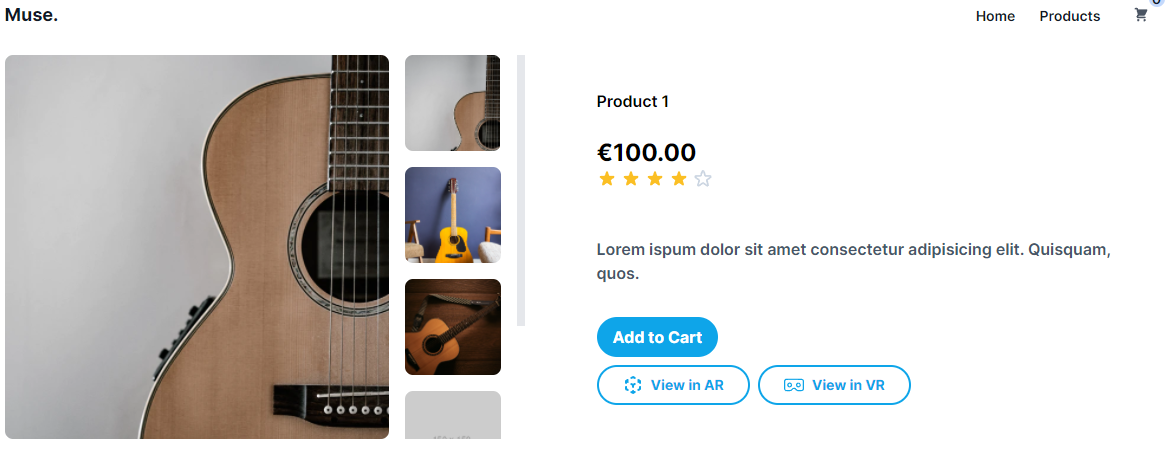 Muse.
Home
Products
0
Product 1
€100.00
Lorem ispum dolor sit amet consectetur adipisicing elit. Quisquam,
quos.
Add to Cart
View in AR
View in VR